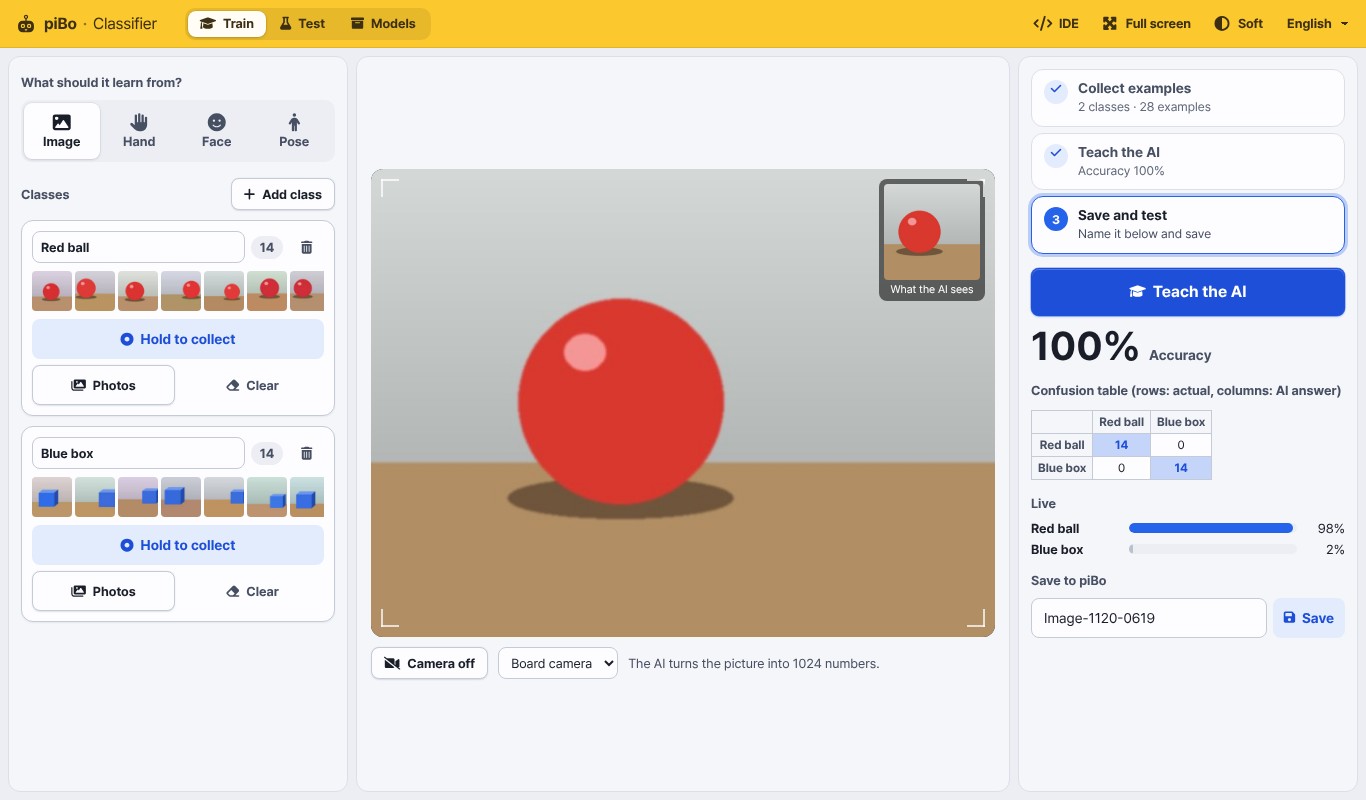 piBo · Classifier
Train
Test
Models
IDE
Full screen
Soft
English
What should it learn from?
Image
Hand
Face
Pose
Classes
Add class
Red ball
14
Hold to collect
Photos
Clear
Blue box
14
Hold to collect
Photos
Clear
What the AI sees
Camera off
Board camera
The AI turns the picture into 1024 numbers.
Collect examples
2 classes · 28 examples
Teach the AI
Accuracy 100%
3
Save and test
Name it below and save
Teach the AI
100% Accuracy
Confusion table (rows: actual, columns: AI answer)
Red ball Blue box
Red ball 14 0
Blue box 0 14
Live
Red ball 98%
Blue box 2%
Save to piBo
Image-1120-0619
Save